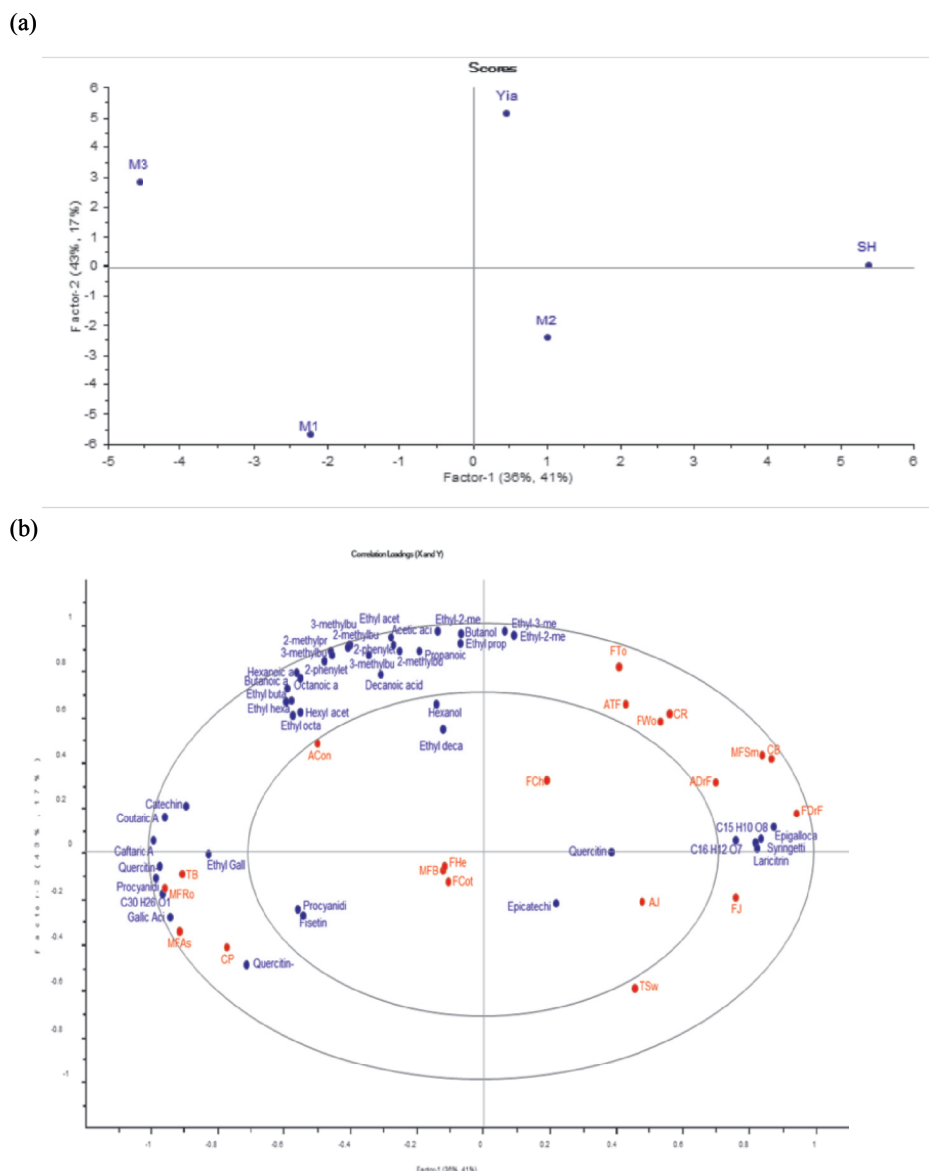 (a)
Scores
Factor-2 (43%, 17%)
6
5
4
3
2
1
0
-1
-2
-3
-4
-5
-6
Yia
M3
SH
M2
M1
-5 -4 -3 -2 -1 0 1 2 3 4 5 6
Factor-1 (36%, 41%)
(b)
Correlation Loadings (X and Y)
Factor-2 (43%, 17%)
1
0.8
0.6
0.4
0.2
0
-0.2
-0.4
-0.6
-0.8
-1
Ethyl acet Ethyl-2-me Ethyl-3-me
3-methylbu Acetic aci Butanol Ethyl-2-me
2-methylpr 2-methylbu Ethyl prop
3-methylbu 2-phenylet Propanoic
Hexanoic a 2-phenylet 3-methylbu
Butanoic a Octanoic a Decanoic acid
Ethyl buta
Ethyl hexa Hexyl acet Hexanol
Ethyl octa Ethyl deca
ACon
FTo
ATF
FWo CR
MFSm CB
FCh ADrF
FDrF
Catechin
Coutaric A
Caftaric A Ethyl Gall
Quercitin- TB
Procyanidi MFRo
C30 H26 O1
Gallic Aci
MFAs
CP Quercitin-
Procyanidi
Fisetin
FHe
MFB
FCot
Quercitin
Epicatechi
C15 H10 O8 Epigalloca
C16 H12 O7 Syringetti
Laricitrin
AJ FJ
TSw
-1 -0.8 -0.6 -0.4 -0.2 0 0.2 0.4 0.6 0.8 1
Factor-1 (36%, 41%)